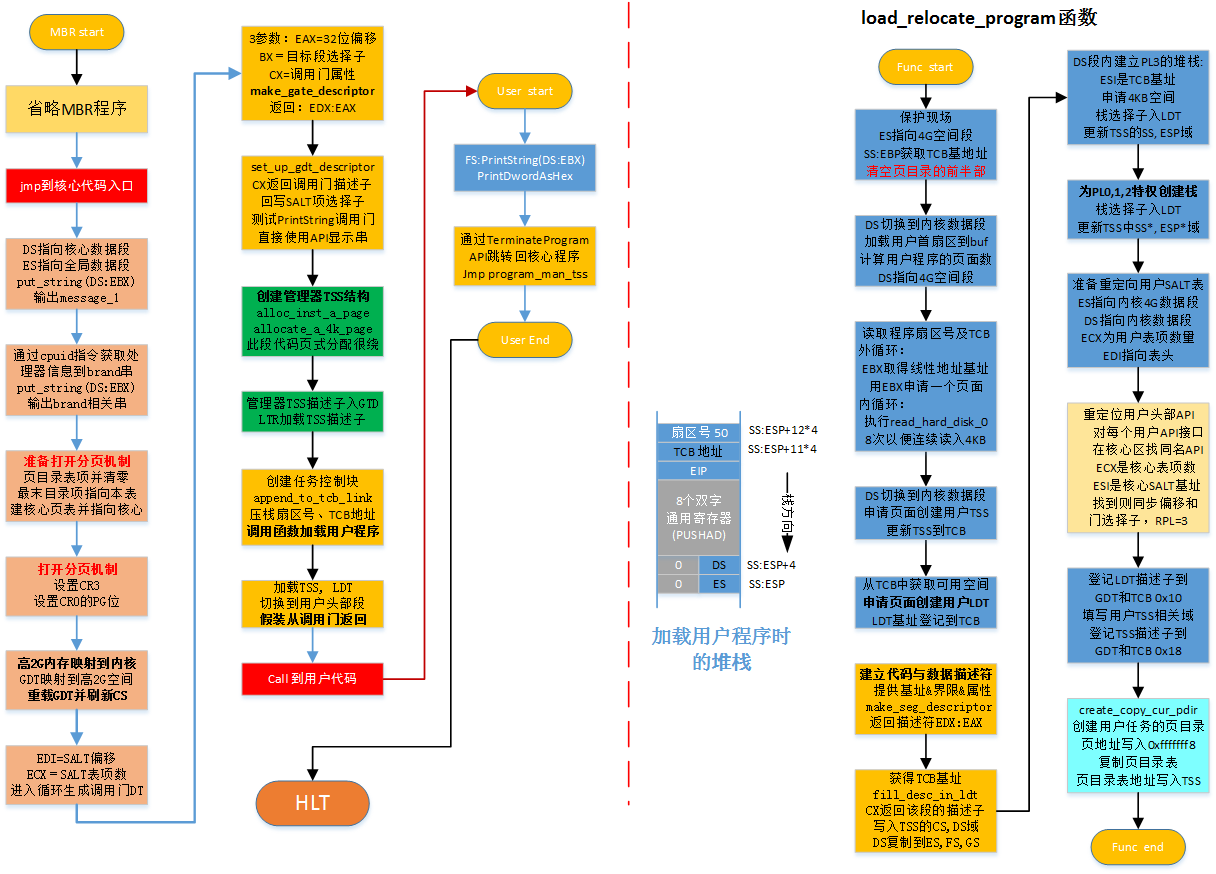 MBR start
省略MBR程序
jmp到核心代码入口
DS指向核心数据段
ES指向全局数据段
put_string(DS:EBX)
输出message_1
通过cpuid指令获取处
理器信息到brand串
put_string(DS:EBX)
输出brand相关串
准备打开分页机制
页目录表项并清零
最末目录项指向本表
建核心页表并指向核心
打开分页机制
设置CR3
设置CR0的PG位
高2G内存映射到内核
GDT映射到高2G空间
重载GDT并刷新CS
EDI=SALT偏移
ECX＝SALT表项数
进入循环生成调用门DT
3参数：EAX=32位偏移
BX＝目标段选择子
CX=调用门属性
make_gate_descriptor
返回：EDX:EAX
set_up_gdt_descriptor
CX返回调用门描述子
回写SALT项选择子
测试PrintString调用门
直接使用API显示串
创建管理器TSS结构
alloc_inst_a_page
allocate_a_4k_page
此段代码页式分配很绕
管理器TSS描述子入GTD
LTR加载TSS描述子
创建任务控制块
append_to_tcb_link
压栈扇区号、TCB地址
调用函数加载用户程序
加载TSS, LDT
切换到用户头部段
假装从调用门返回
Call 到用户代码
User start
FS:PrintString(DS:EBX)
PrintDwordAsHex
通过TerminateProgram
API跳转回核心程序
Jmp program_man_tss
User End
HLT
load_relocate_program 函数
扇区号 50
SS:ESP+12*4
TCB 地址
SS:ESP+11*4
EIP
8个双字
通用寄存器
(PUSHAD)
栈方向
0
DS
SS:ESP+4
0
ES
SS:ESP
加载用户程序时
的堆栈
Func start
保护现场
ES指向4G空间段
SS:EBP获取TCB基地址
清空页目录的前半部
DS切换到内核数据段
加载用户首扇区到buf
计算用户程序的页面数
DS指向4G空间段
读取程序扇区号及TCB
外循环：
EBX取得线性地址基址
用EBX申请一个页面
内循环：
执行read_hard_disk_0
8次以便连续读入4KB
DS切换到内核数据段
申请页面创建用户TSS
更新TSS到TCB
从TCB中获取可用空间
申请页面创建用户LDT
LDT基址登记到TCB
建立代码与数据描述符
提供基址&界限&属性
make_seg_descriptor
返回描述符EDX:EAX
获得TCB基址
fill_desc_in_ldt
CX返回该段的描述子
写入TSS的CS,DS域
DS复制到ES,FS,GS
DS段内建立PL3的堆栈:
ESI是TCB基址
申请4KB空间
栈选择子入LDT
更新TSS的SS, ESP域
为PL0,1,2特权创建栈
栈选择子入LDT
更新TSS中SS*, ESP*域
准备重定向用户SALT表
ES指向内核4G数据段
DS指向内核数据段
ECX为用户表项数量
EDI指向表头
重定位用户头部API
对每个用户API接口
在核心区找同名API
ECX是核心表项数
ESI是核心SALT基址
找到则同步偏移和
门选择子，RPL=3
登记LDT描述子到
GDT和TCB 0x10
填写用户TSS相关域
登记TSS描述子到
GDT和TCB 0x18
create_copy_cur_pdir
创建用户任务的页目录
页地址写入0xfffffff8
复制页目录表
页目录表地址写入TSS
Func end